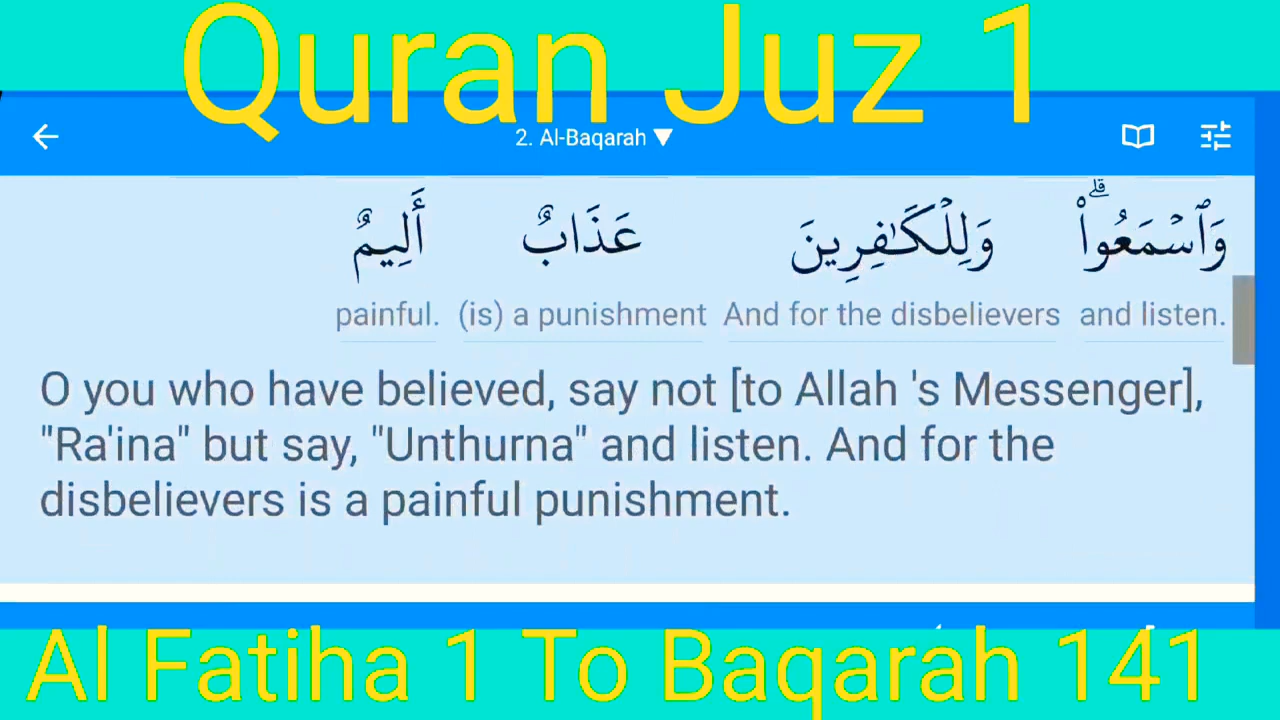 Quran Juz 1
2. Al-Baqarah ▼
وَٱسْمَعُوا۟ ۗ وَلِلْكَـٰفِرِينَ عَذَابٌ أَلِيمٌ
and listen. And for the disbelievers (is) a punishment painful.
O you who have believed, say not [to Allah 's Messenger],
"Ra'ina" but say, "Unthurna" and listen. And for the
disbelievers is a painful punishment.
Al Fatiha 1 To Baqarah 141